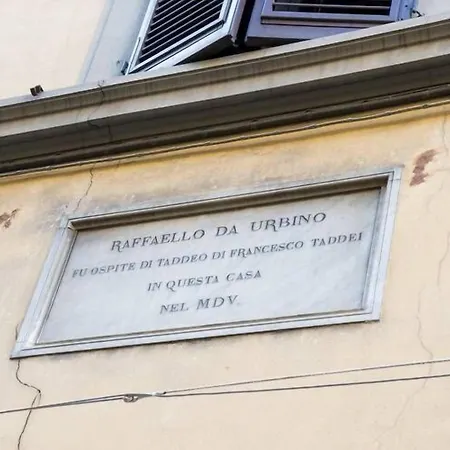 RAFFAELLO DA URBINO
FU OSPITE DI TADDEO DI FRANCESCO TADDEI
IN QUESTA CASA
NEL MDV.